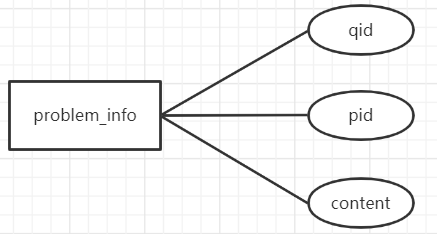 qid
problem_info
pid
content